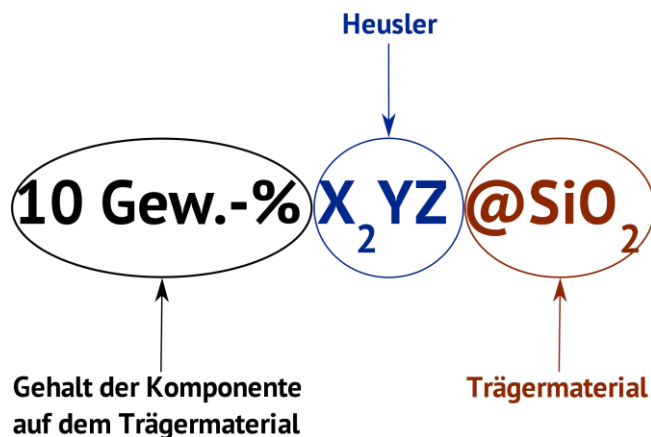 Heusler
10 Gew.-% X₂YZ @SiO₂
Gehalt der Komponente
auf dem Trägermaterial
Trägermaterial